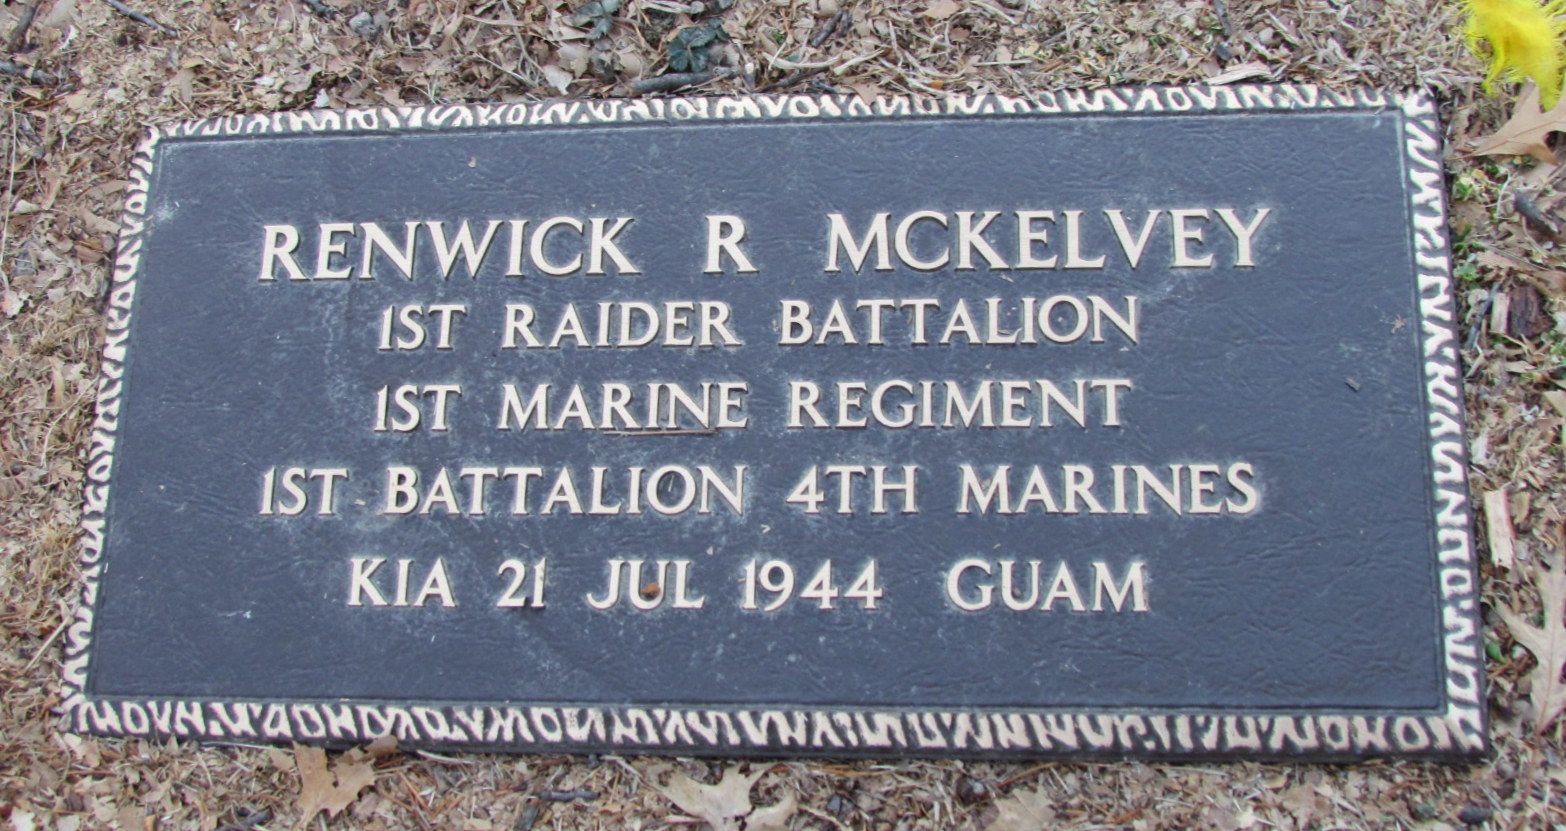 RENWICK R MCKELVEY
1ST RAIDER BATTALION
1ST MARINE REGIMENT
1ST BATTALION 4TH MARINES
KIA 21 JUL 1944 GUAM